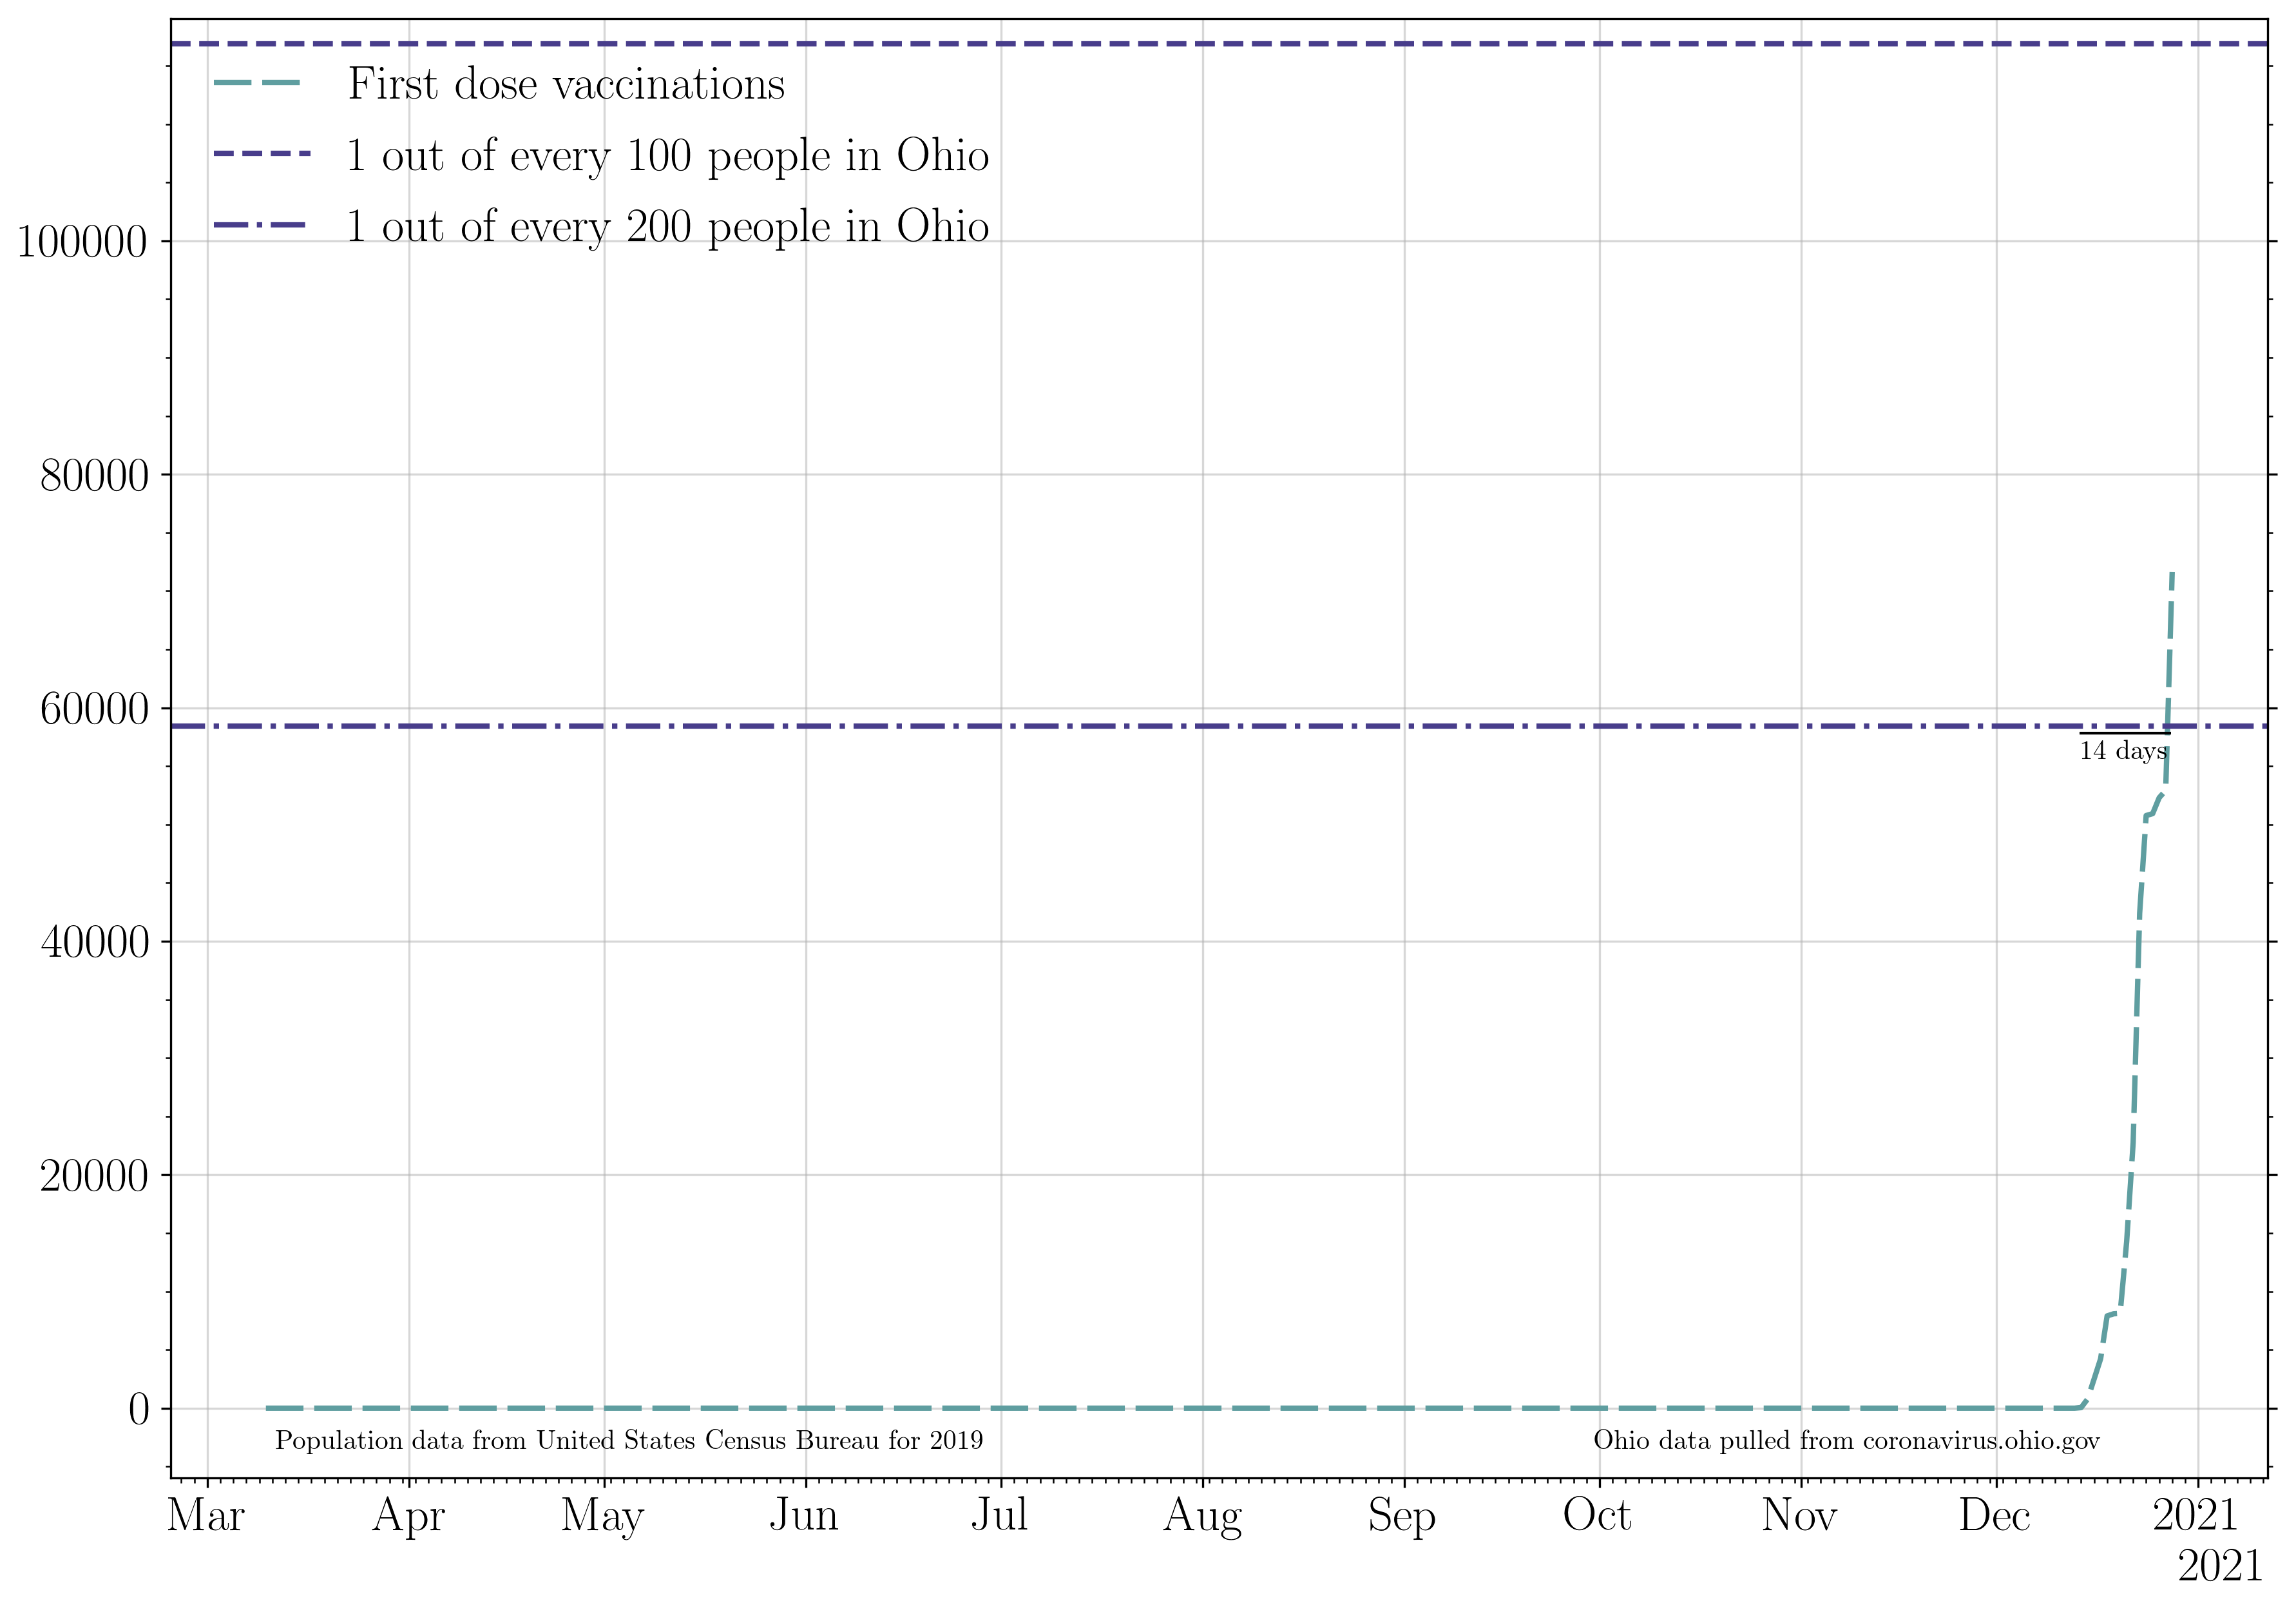 First dose vaccinations
1 out of every 100 people in Ohio
1 out of every 200 people in Ohio
100000
80000
60000
14 days
40000
20000
0
Population data from United States Census Bureau for 2019
Ohio data pulled from coronavirus.ohio.gov
Mar Apr May Jun Jul Aug Sep Oct Nov Dec 2021
2021